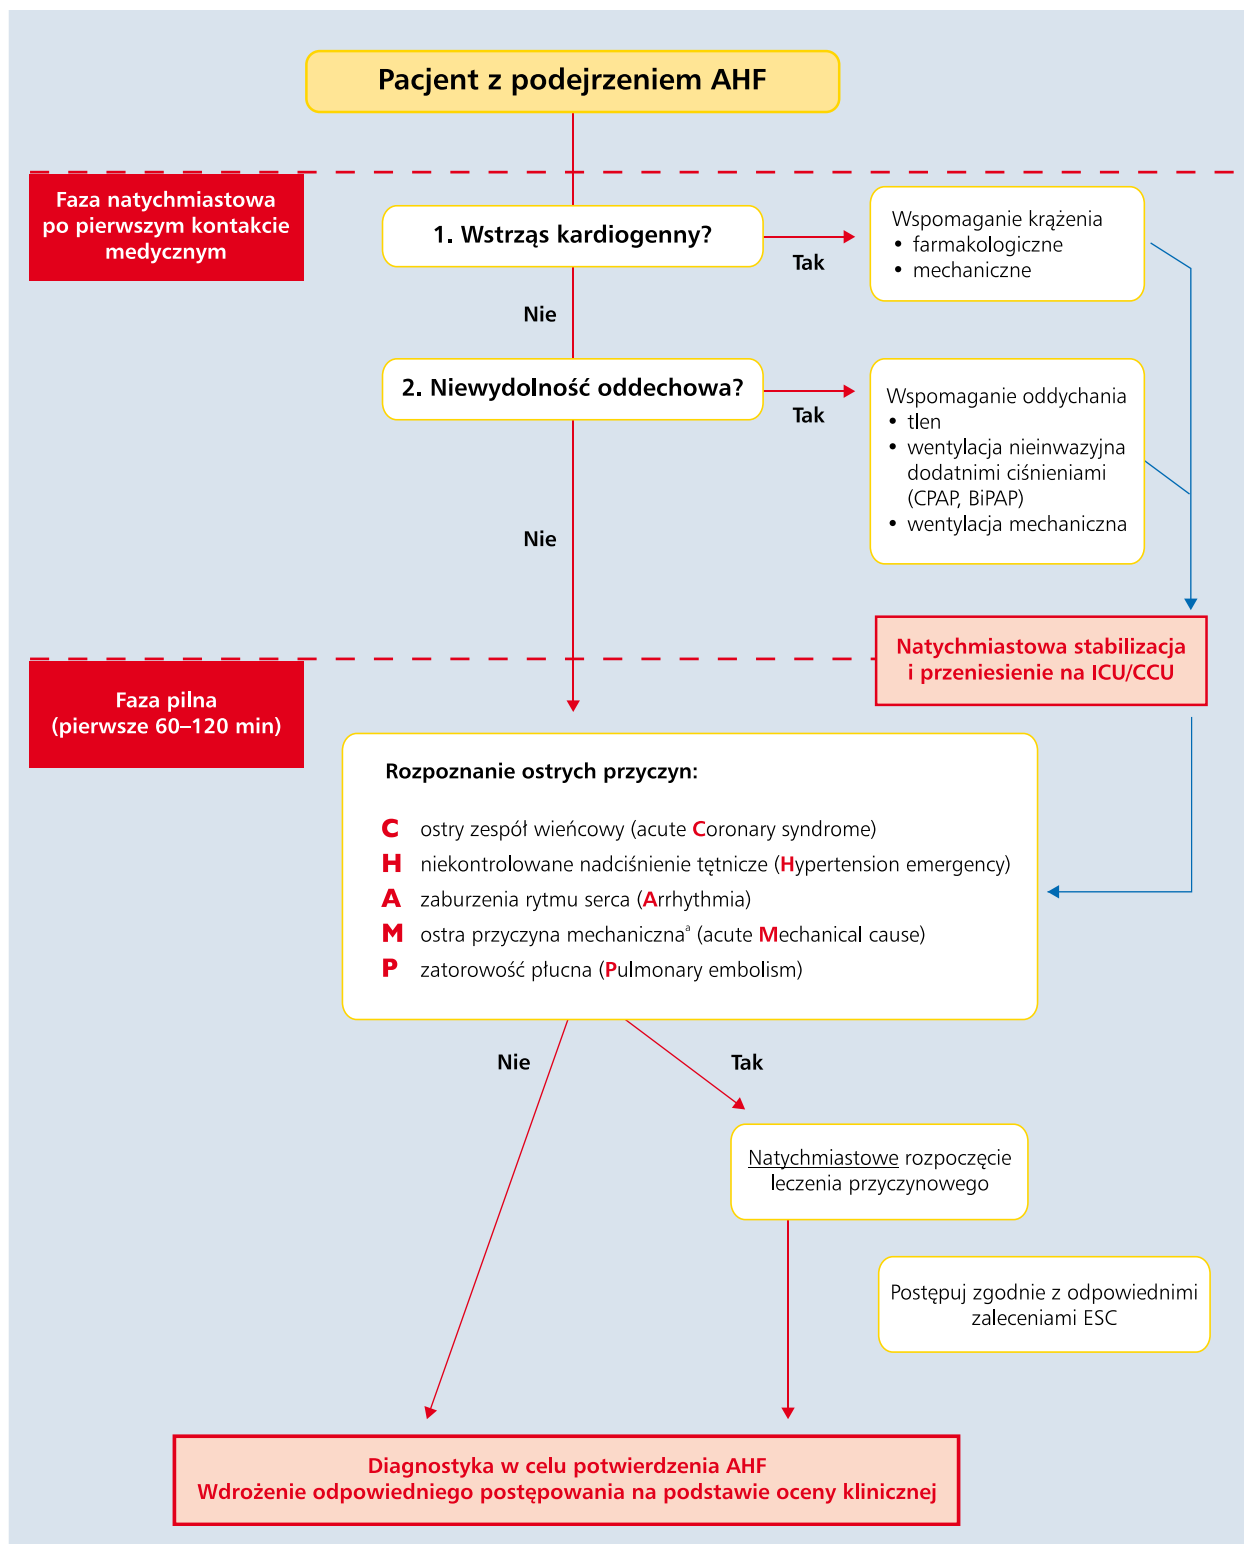 Pacjent z podejrzeniem AHF
Faza natychmiastowa
po pierwszym kontakcie
medycznym
1. Wstrząs kardiogenny?
Tak
Wspomaganie krążenia
• farmakologiczne
• mechaniczne
Nie
2. Niewydolność oddechowa?
Tak
Wspomaganie oddychania
• tlen
• wentylacja nieinwazyjna
dodatnimi ciśnieniami
(CPAP, BiPAP)
• wentylacja mechaniczna
Nie
Natychmiastowa stabilizacja
i przeniesienie na ICU/CCU
Faza pilna
(pierwsze 60–120 min)
Rozpoznanie ostrych przyczyn:
C ostry zespół wieńcowy (acute Coronary syndrome)
H niekontrolowane nadciśnienie tętnicze (Hypertension emergency)
A zaburzenia rytmu serca (Arrhythmia)
M ostra przyczyna mechanicznaª (acute Mechanical cause)
P zatorowość płucna (Pulmonary embolism)
Nie
Tak
Natychmiastowe rozpoczęcie
leczenia przyczynowego
Postępuj zgodnie z odpowiednimi
zaleceniami ESC
Diagnostyka w celu potwierdzenia AHF
Wdrożenie odpowiedniego postępowania na podstawie oceny klinicznej